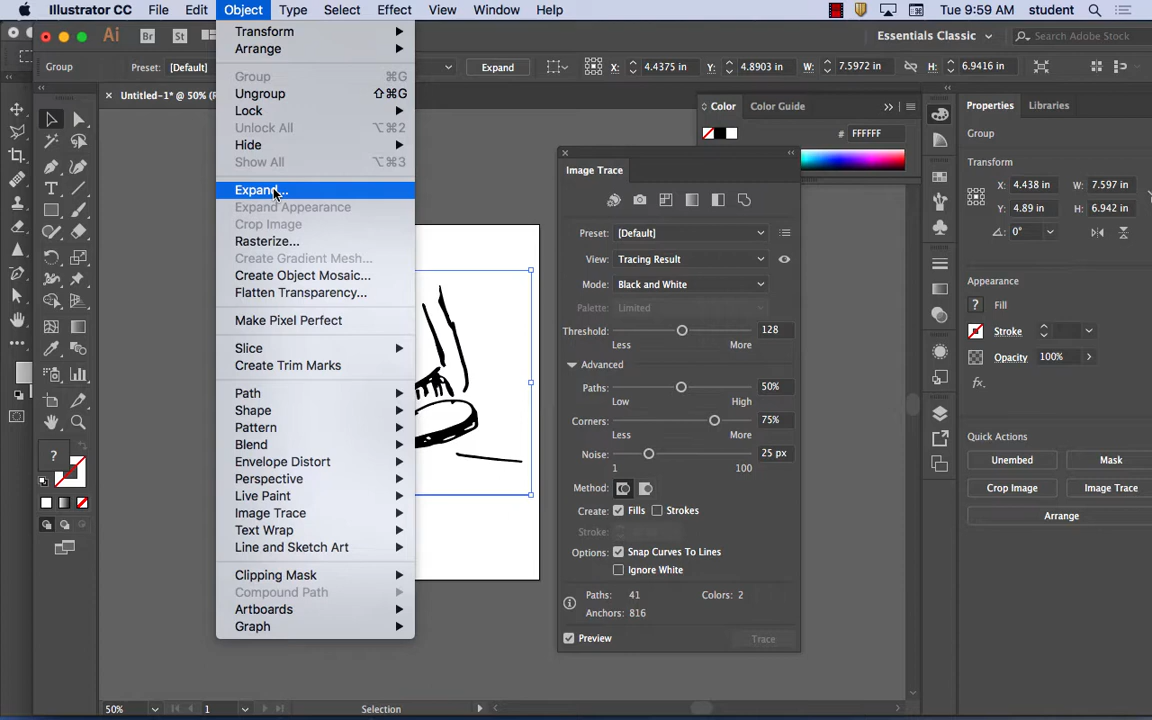 Illustrator CC File Edit Object Type Select Effect View Window Help Tue 9:59 AM student
Ai Br St Essentials Classic Search Adobe Stock
Group Preset: [Default] Expand X: 4.4375 in Y: 4.8903 in W: 7.5972 in H: 6.9416 in
Untitled-1* @ 50% (R
Transform
Arrange
Group ⌘G
Ungroup ⇧⌘G
Lock
Unlock All ⌥⌘2
Hide
Show All ⌥⌘3
Expand...
Expand Appearance
Crop Image
Rasterize...
Create Gradient Mesh...
Create Object Mosaic...
Flatten Transparency...
Make Pixel Perfect
Slice
Create Trim Marks
Path
Shape
Pattern
Blend
Envelope Distort
Perspective
Live Paint
Image Trace
Text Wrap
Line and Sketch Art
Clipping Mask
Compound Path
Artboards
Graph
Color Color Guide
# FFFFFF
Image Trace
Preset: [Default]
View: Tracing Result
Mode: Black and White
Palette: Limited
Threshold: 128
Less More
Advanced
Paths: 50%
Low High
Corners: 75%
Less More
Noise: 25 px
1 100
Method:
Create: Fills Strokes
Stroke:
Options: Snap Curves To Lines
Ignore White
Paths: 41 Colors: 2
Anchors: 816
Preview Trace
Properties Libraries
Group
Transform
X: 4.438 in W: 7.597 in
Y: 4.89 in H: 6.942 in
0°
Appearance
? Fill
Stroke
Opacity 100%
fx.
Quick Actions
Unembed Mask
Crop Image Image Trace
Arrange
?
50% 1 Selection